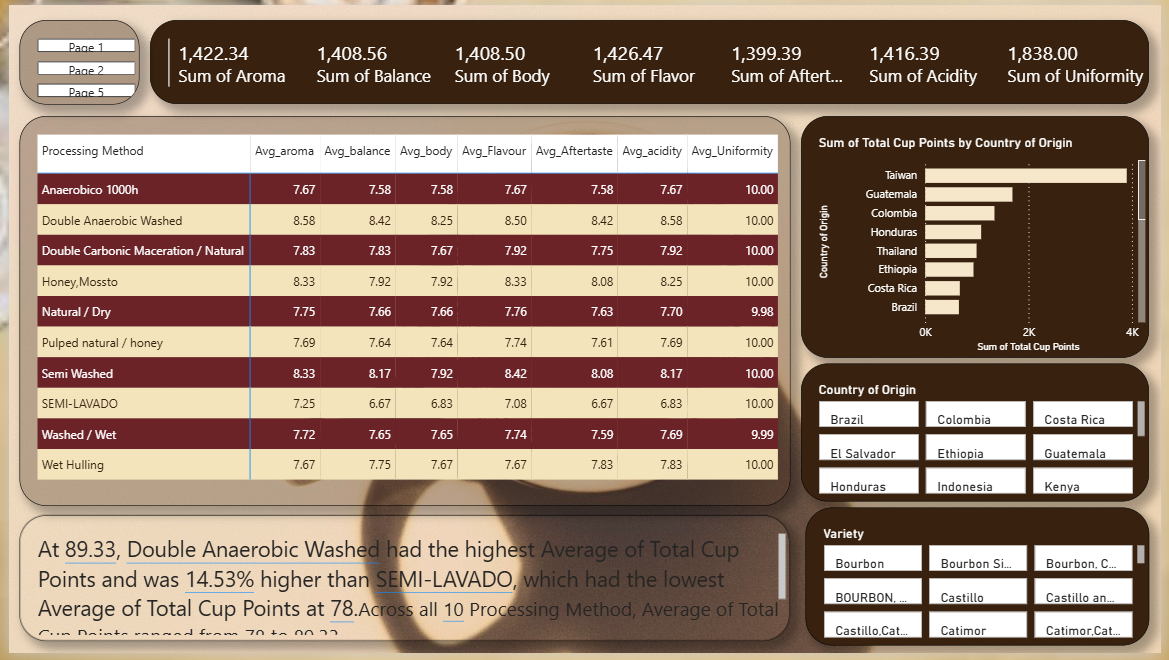 Page 1
Page 2
Page 5
1,422.34 1,408.56 1,408.50 1,426.47 1,399.39 1,416.39 1,838.00
Sum of Aroma Sum of Balance Sum of Body Sum of Flavor Sum of Aftert... Sum of Acidity Sum of Uniformity
Processing Method Avg_aroma Avg_balance Avg_body Avg_Flavour Avg_Aftertaste Avg_acidity Avg_Uniformity
Anaerobico 1000h 7.67 7.58 7.58 7.67 7.58 7.67 10.00
Double Anaerobic Washed 8.58 8.42 8.25 8.50 8.42 8.58 10.00
Double Carbonic Maceration / Natural 7.83 7.83 7.67 7.92 7.75 7.92 10.00
Honey,Mossto 8.33 7.92 7.92 8.33 8.08 8.25 10.00
Natural / Dry 7.75 7.66 7.66 7.76 7.63 7.70 9.98
Pulped natural / honey 7.69 7.64 7.64 7.74 7.61 7.69 10.00
Semi Washed 8.33 8.17 7.92 8.42 8.08 8.17 10.00
SEMI-LAVADO 7.25 6.67 6.83 7.08 6.67 6.83 10.00
Washed / Wet 7.72 7.65 7.65 7.74 7.59 7.69 9.99
Wet Hulling 7.67 7.75 7.67 7.67 7.83 7.83 10.00
At 89.33, Double Anaerobic Washed had the highest Average of Total Cup
Points and was 14.53% higher than SEMI-LAVADO, which had the lowest
Average of Total Cup Points at 78.Across all 10 Processing Method, Average of Total
Cup Points ranged from 78 to 89.33.
Sum of Total Cup Points by Country of Origin
Country of Origin
Taiwan
Guatemala
Colombia
Honduras
Thailand
Ethiopia
Costa Rica
Brazil
0K 2K 4K
Sum of Total Cup Points
Country of Origin
Brazil Colombia Costa Rica
El Salvador Ethiopia Guatemala
Honduras Indonesia Kenya
Variety
Bourbon Bourbon Si... Bourbon, C...
BOURBON, ... Castillo Castillo an...
Castillo,Cat... Catimor Catimor,Cat...